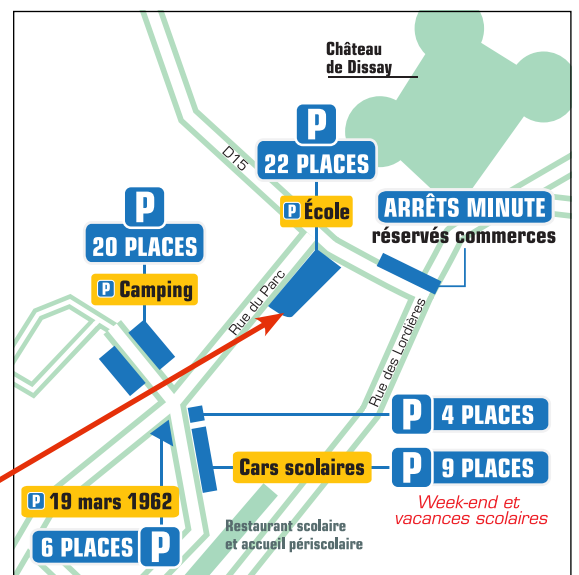 Château
de Dissay
P
22 PLACES
D15
P École
ARRÊTS MINUTE
réservés commerces
P
20 PLACES
P Camping
Rue du Parc
Rue des Lordières
P 4 PLACES
Cars scolaires
P 9 PLACES
Week-end et
vacances scolaires
P 19 mars 1962
6 PLACES P
Restaurant scolaire
et accueil périscolaire